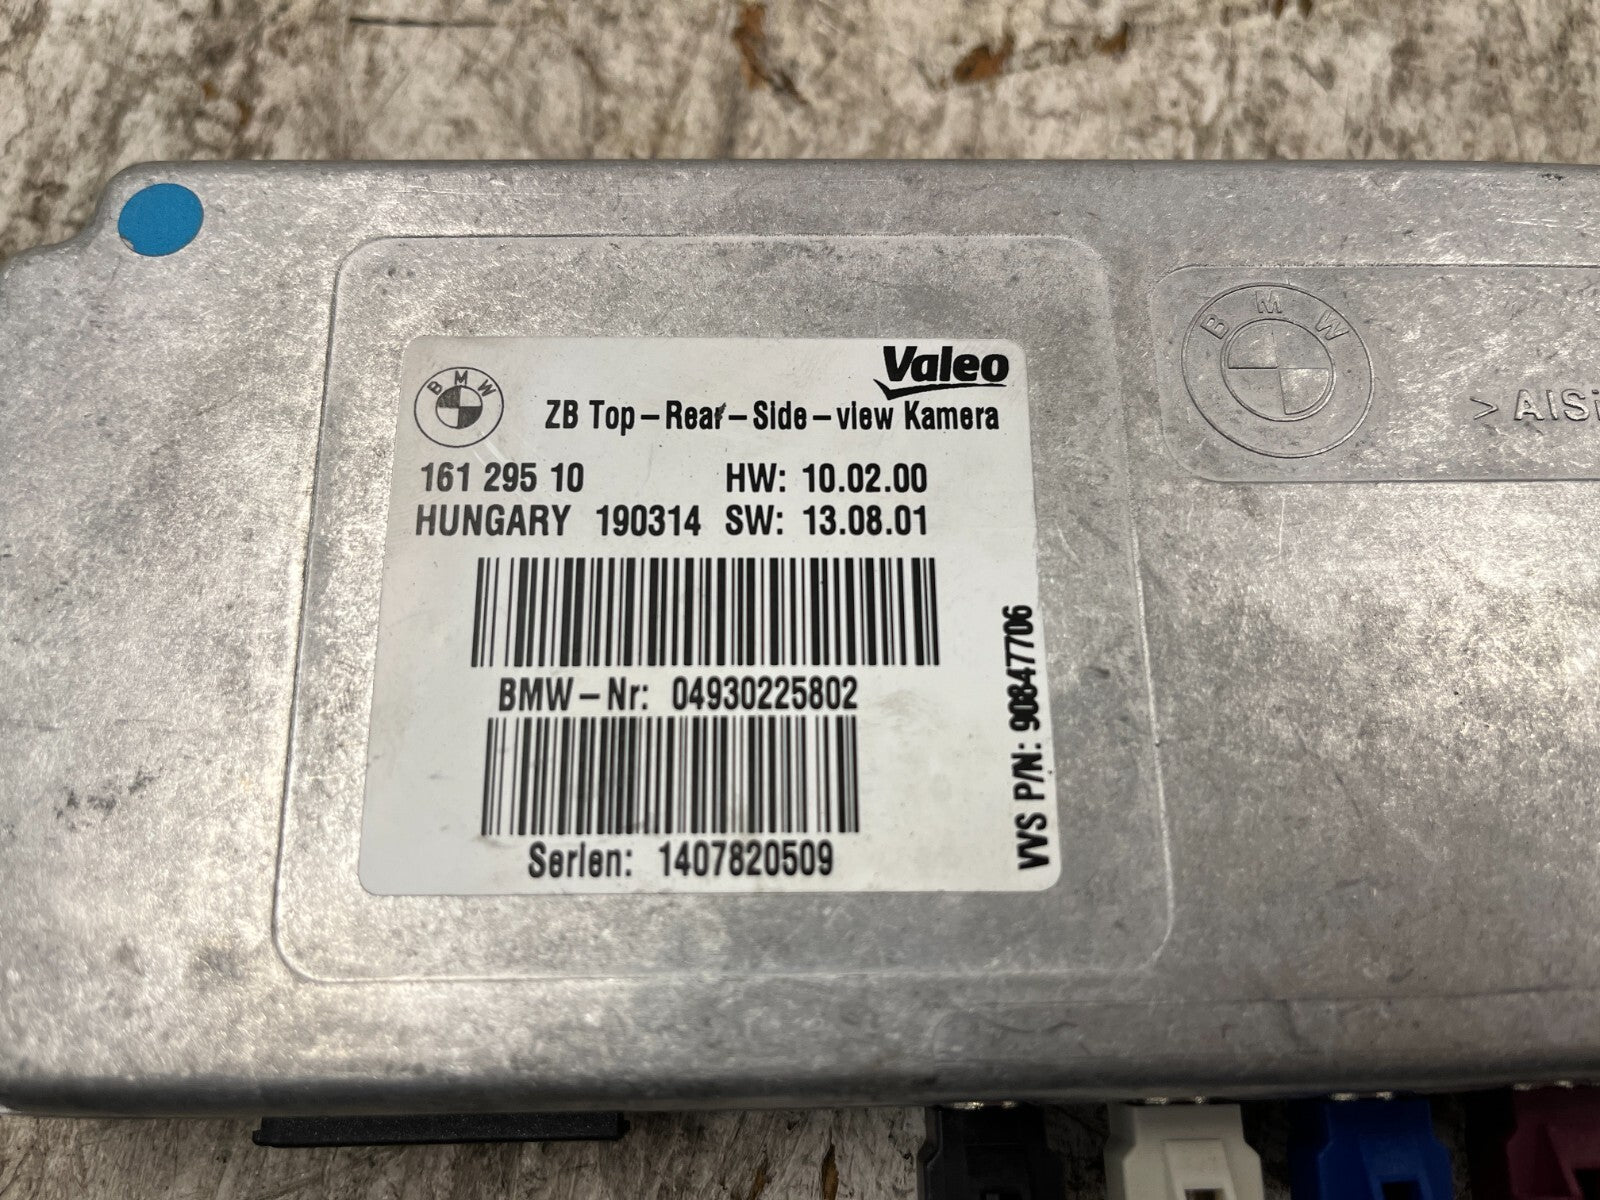 BMW
Valeo
ZB Top-Rear-Side-view Kamera
161 295 10 HW: 10.02.00
HUNGARY 190314 SW: 13.08.01
BMW-Nr: 04930225802
Serien: 1407820509
VVS P/N: 90847706
BMW
> AlSi